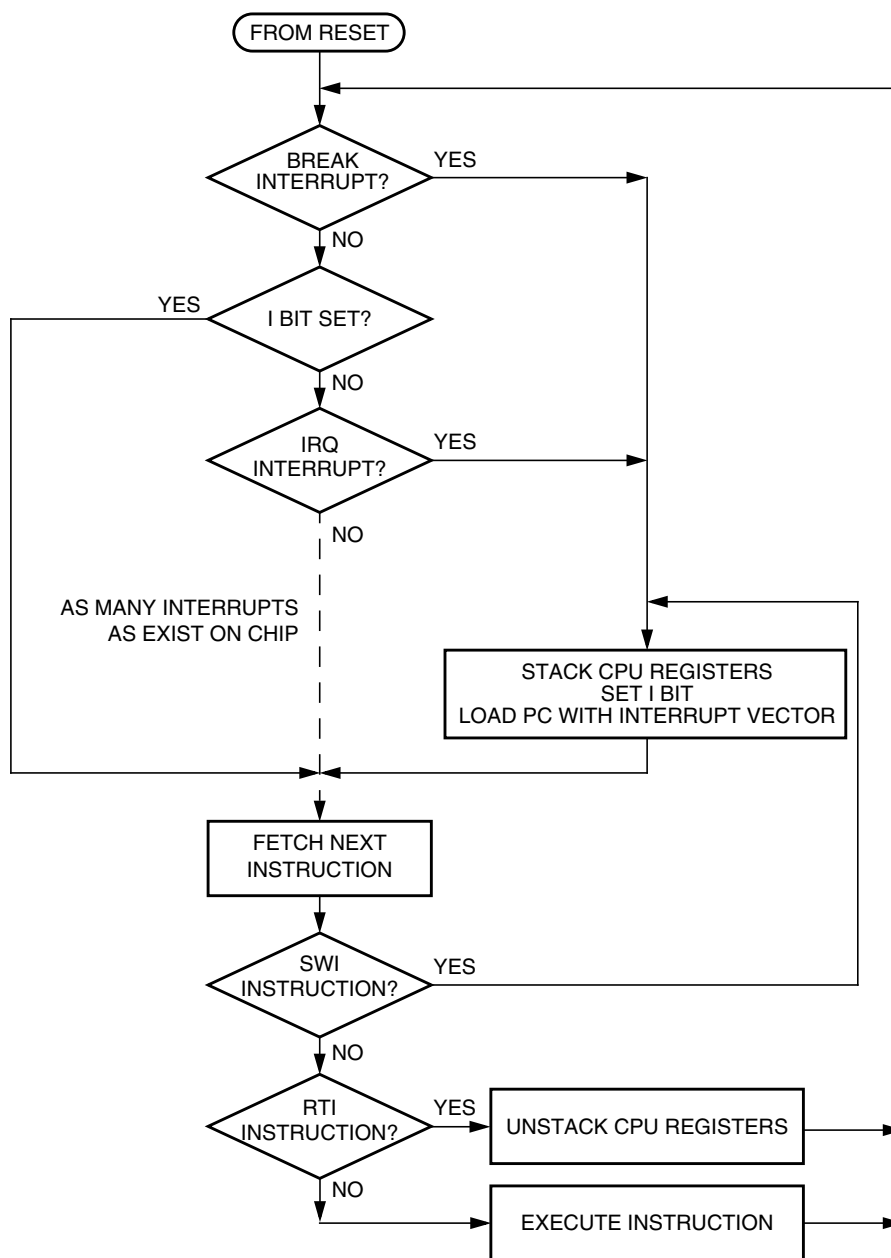 FROM RESET
BREAK
INTERRUPT?
YES
NO
YES
I BIT SET?
NO
IRQ
INTERRUPT?
YES
NO
AS MANY INTERRUPTS
AS EXIST ON CHIP
STACK CPU REGISTERS
SET I BIT
LOAD PC WITH INTERRUPT VECTOR
FETCH NEXT
INSTRUCTION
SWI
INSTRUCTION?
YES
NO
RTI
INSTRUCTION?
YES
UNSTACK CPU REGISTERS
NO
EXECUTE INSTRUCTION